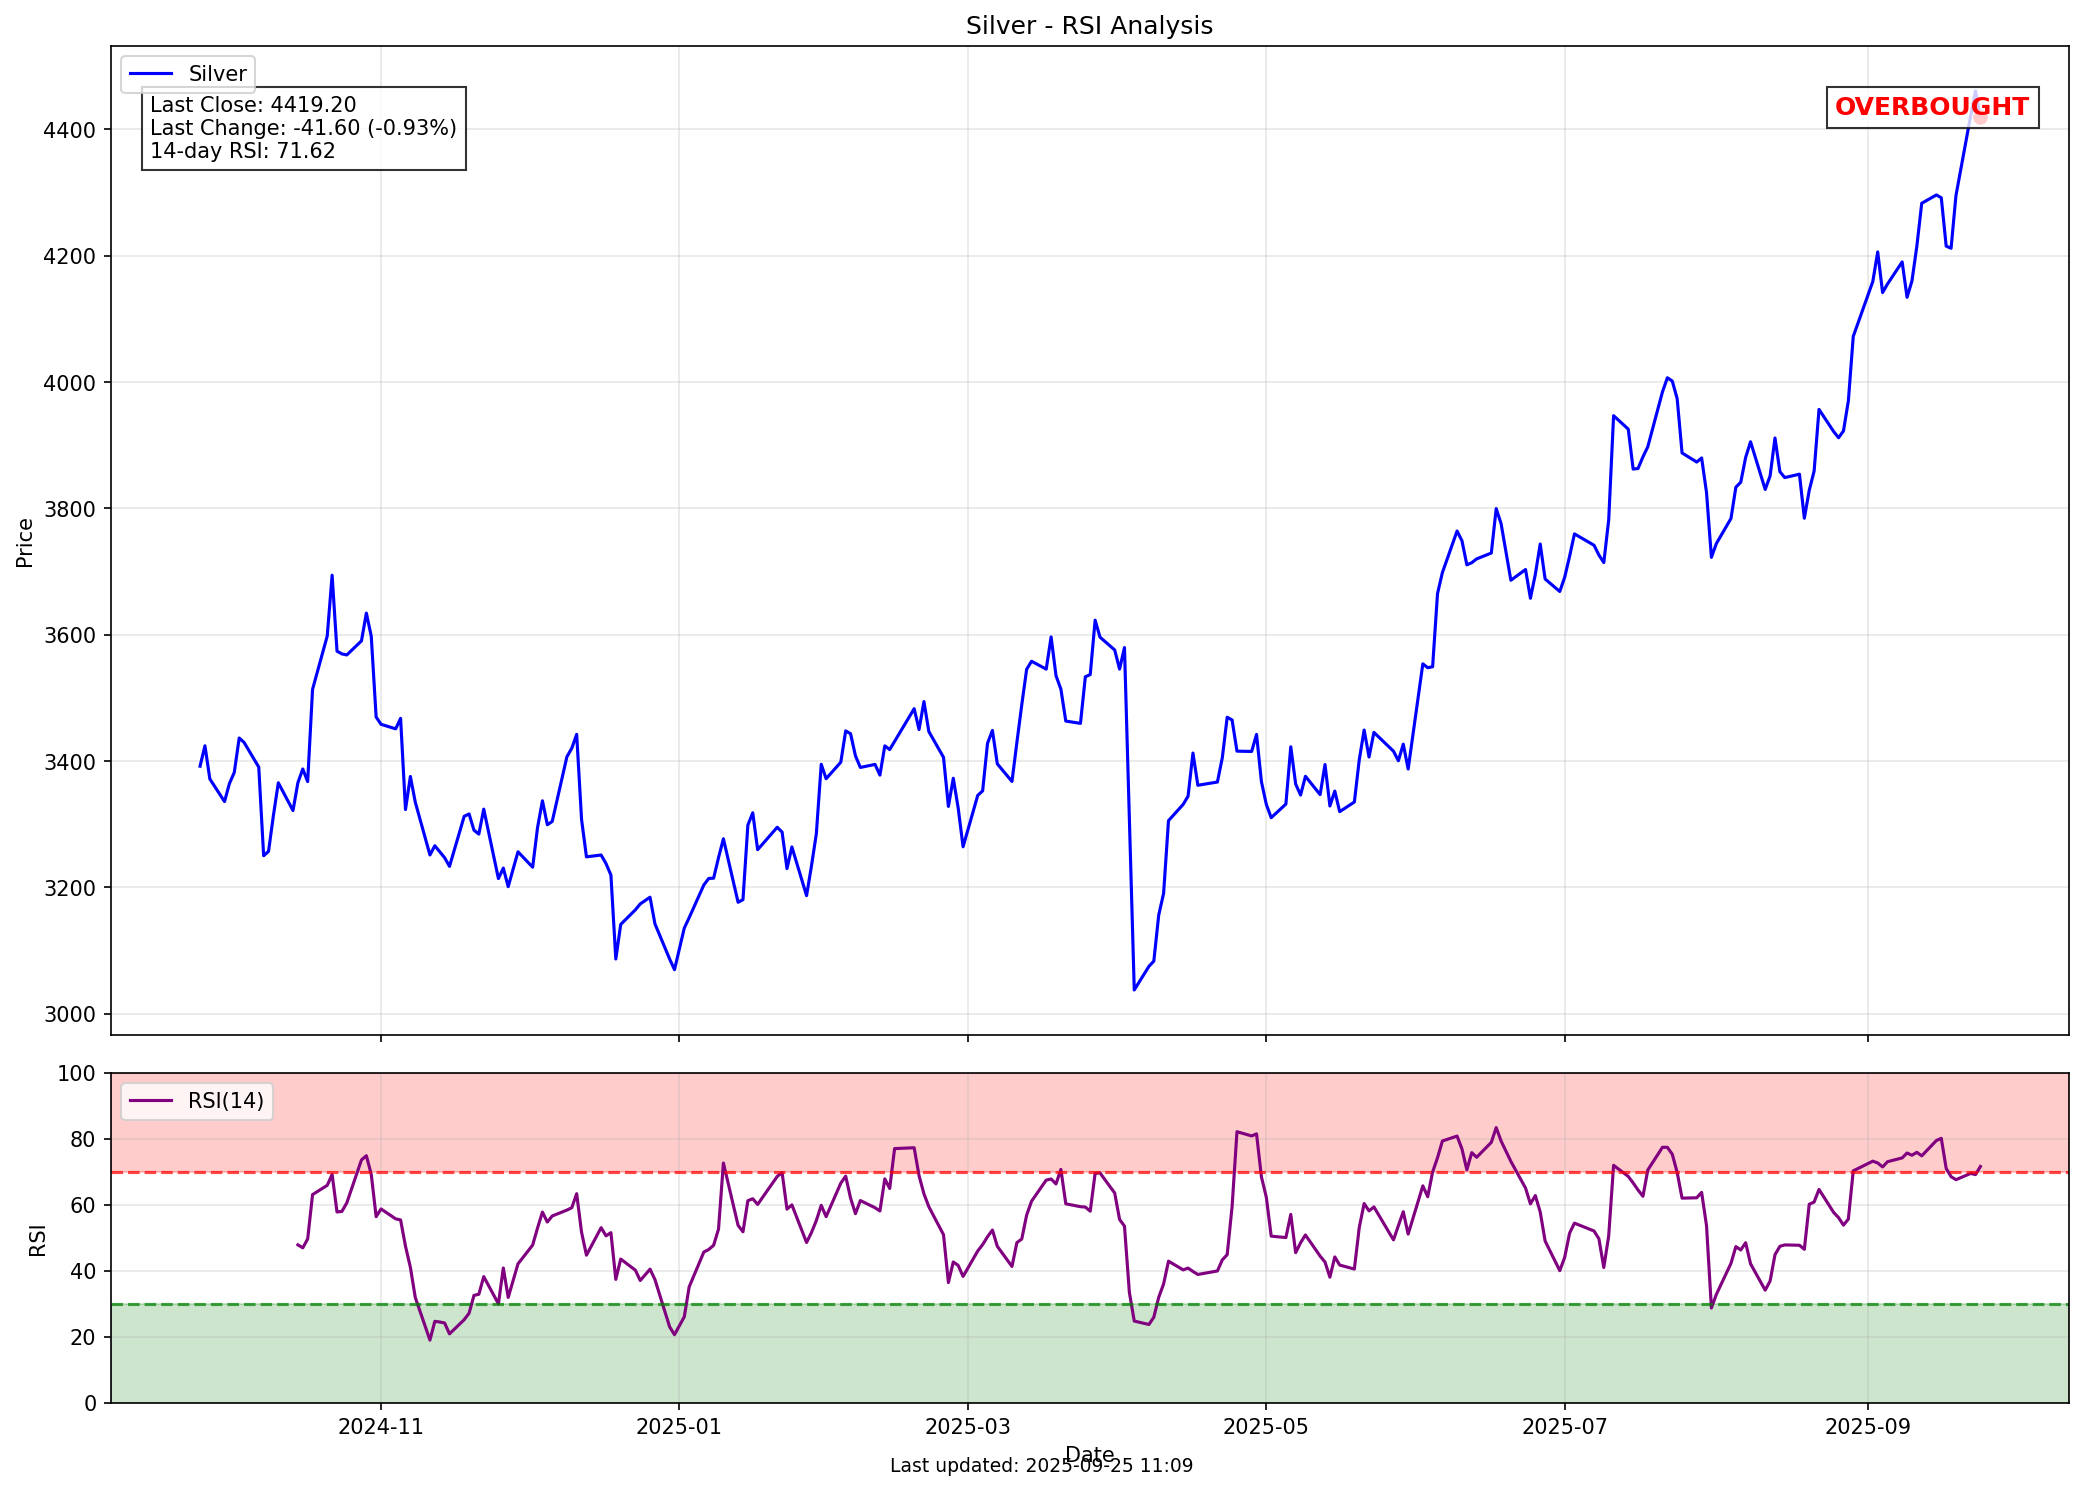 Silver - RSI Analysis
Silver
Last Close: 4419.20
Last Change: -41.60 (-0.93%)
14-day RSI: 71.62
OVERBOUGHT
4400
4200
4000
3800
3600
3400
3200
3000
Price
RSI(14)
100
80
60
40
20
0
RSI
2024-11
2025-01
2025-03
2025-05
2025-07
2025-09
Date
Last updated: 2025-09-25 11:09